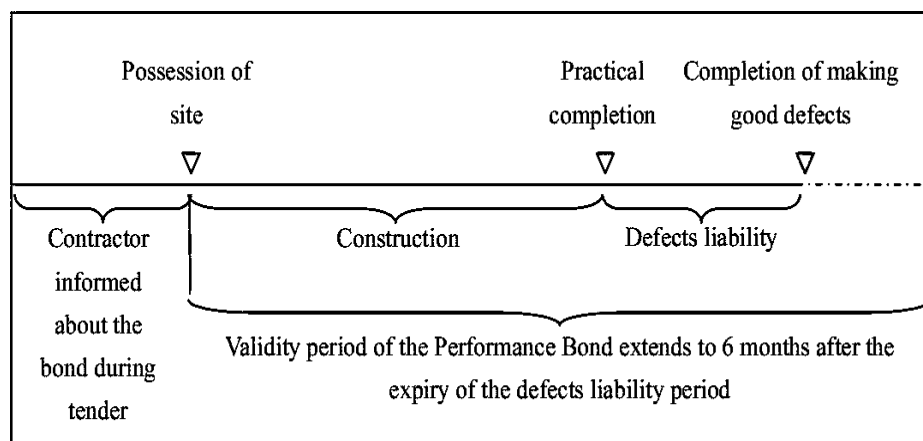 Possession of
site
Practical
completion
Completion of making
good defects
Contractor
informed
about the
bond during
tender
Construction
Defects liability
Validity period of the Performance Bond extends to 6 months after the
expiry of the defects liability period